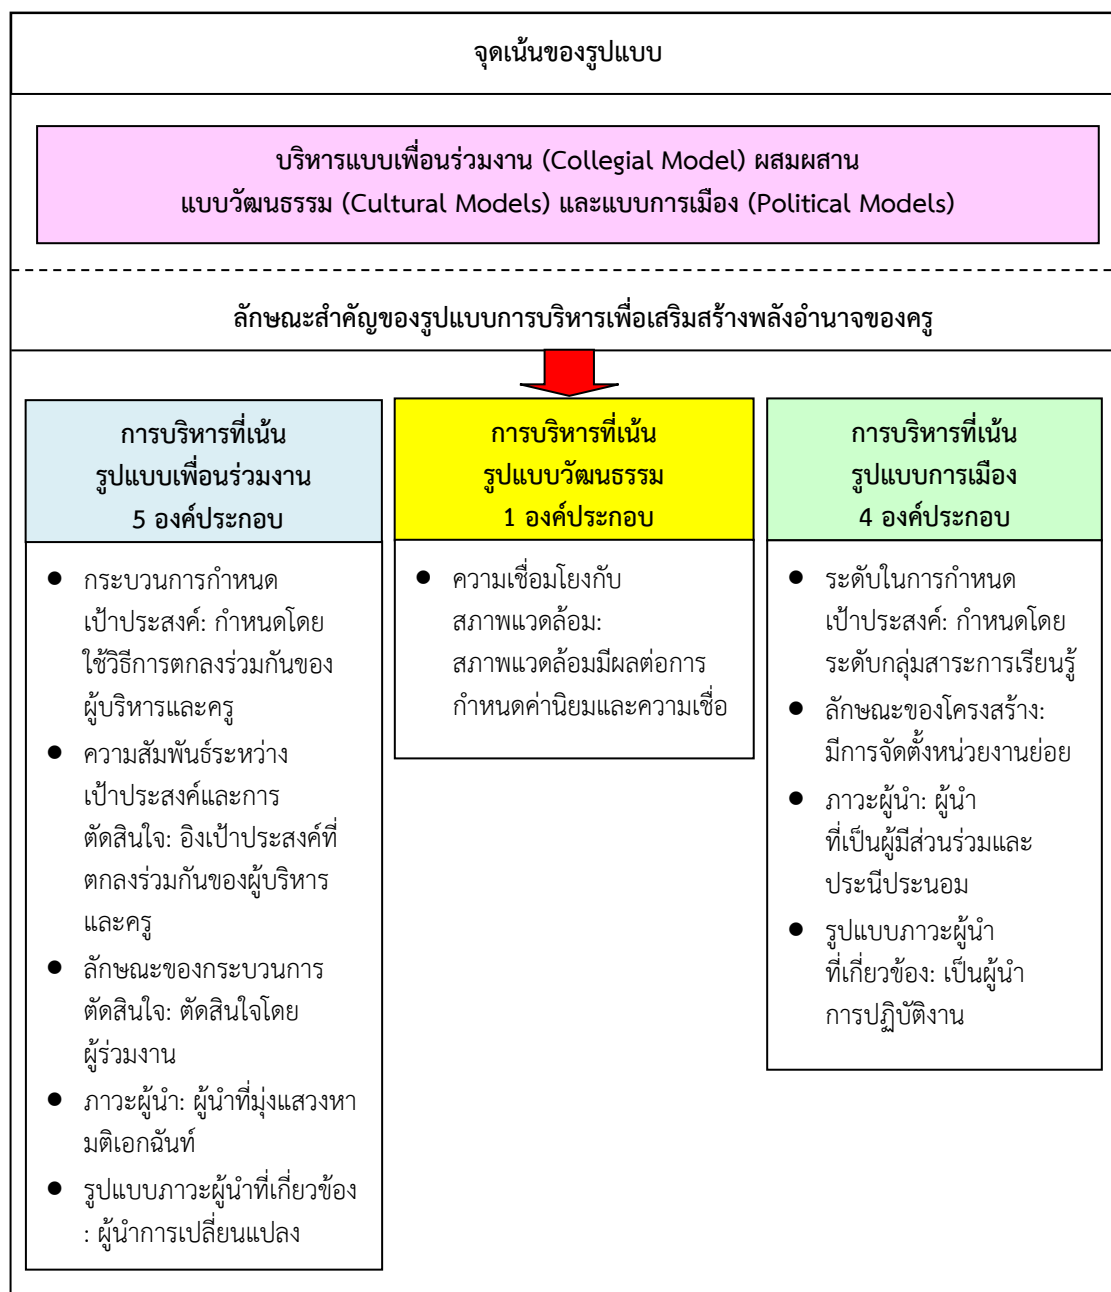 จุดเน้นของรูปแบบ
บริหารแบบเพื่อนร่วมงาน (Collegial Model) ผสมผสาน
แบบวัฒนธรรม (Cultural Models) และแบบการเมือง (Political Models)
ลักษณะสำคัญของรูปแบบการบริหารเพื่อเสริมสร้างพลังอำนาจของครู
การบริหารที่เน้น
รูปแบบเพื่อนร่วมงาน
5 องค์ประกอบ
● กระบวนการกำหนด
เป้าประสงค์: กำหนดโดย
ใช้วิธีการตกลงร่วมกันของ
ผู้บริหารและครู
● ความสัมพันธ์ระหว่าง
เป้าประสงค์และการ
ตัดสินใจ: อิงเป้าประสงค์ที่
ตกลงร่วมกันของผู้บริหาร
และครู
● ลักษณะของกระบวนการ
ตัดสินใจ: ตัดสินใจโดย
ผู้ร่วมงาน
● ภาวะผู้นำ: ผู้นำที่มุ่งแสวงหา
มติเอกฉันท์
● รูปแบบภาวะผู้นำที่เกี่ยวข้อง
: ผู้นำการเปลี่ยนแปลง
การบริหารที่เน้น
รูปแบบวัฒนธรรม
1 องค์ประกอบ
● ความเชื่อมโยงกับ
สภาพแวดล้อม:
สภาพแวดล้อมมีผลต่อการ
กำหนดค่านิยมและความเชื่อ
การบริหารที่เน้น
รูปแบบการเมือง
4 องค์ประกอบ
● ระดับในการกำหนด
เป้าประสงค์: กำหนดโดย
ระดับกลุ่มสาระการเรียนรู้
● ลักษณะของโครงสร้าง:
มีการจัดตั้งหน่วยงานย่อย
● ภาวะผู้นำ: ผู้นำ
ที่เป็นผู้มีส่วนร่วมและ
ประนีประนอม
● รูปแบบภาวะผู้นำ
ที่เกี่ยวข้อง: เป็นผู้นำ
การปฏิบัติงาน